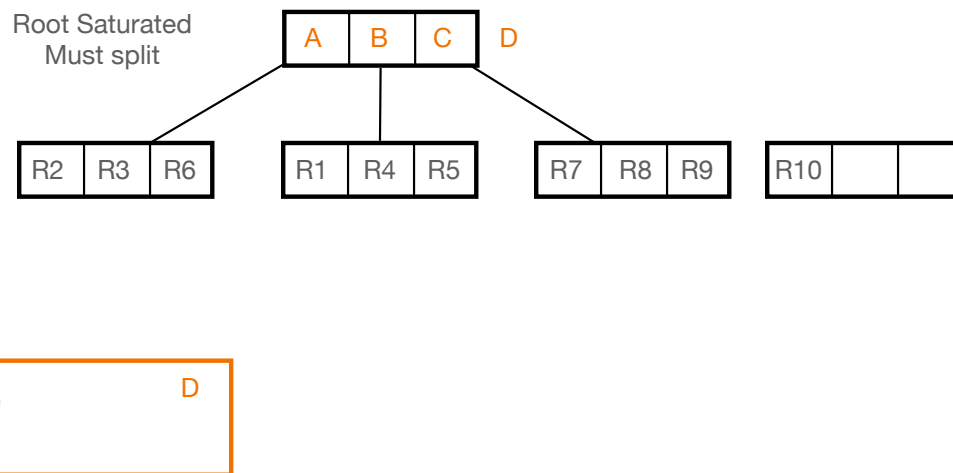 Root Saturated
Must split
A B C D
R2 R3 R6 R1 R4 R5 R7 R8 R9 R10
D